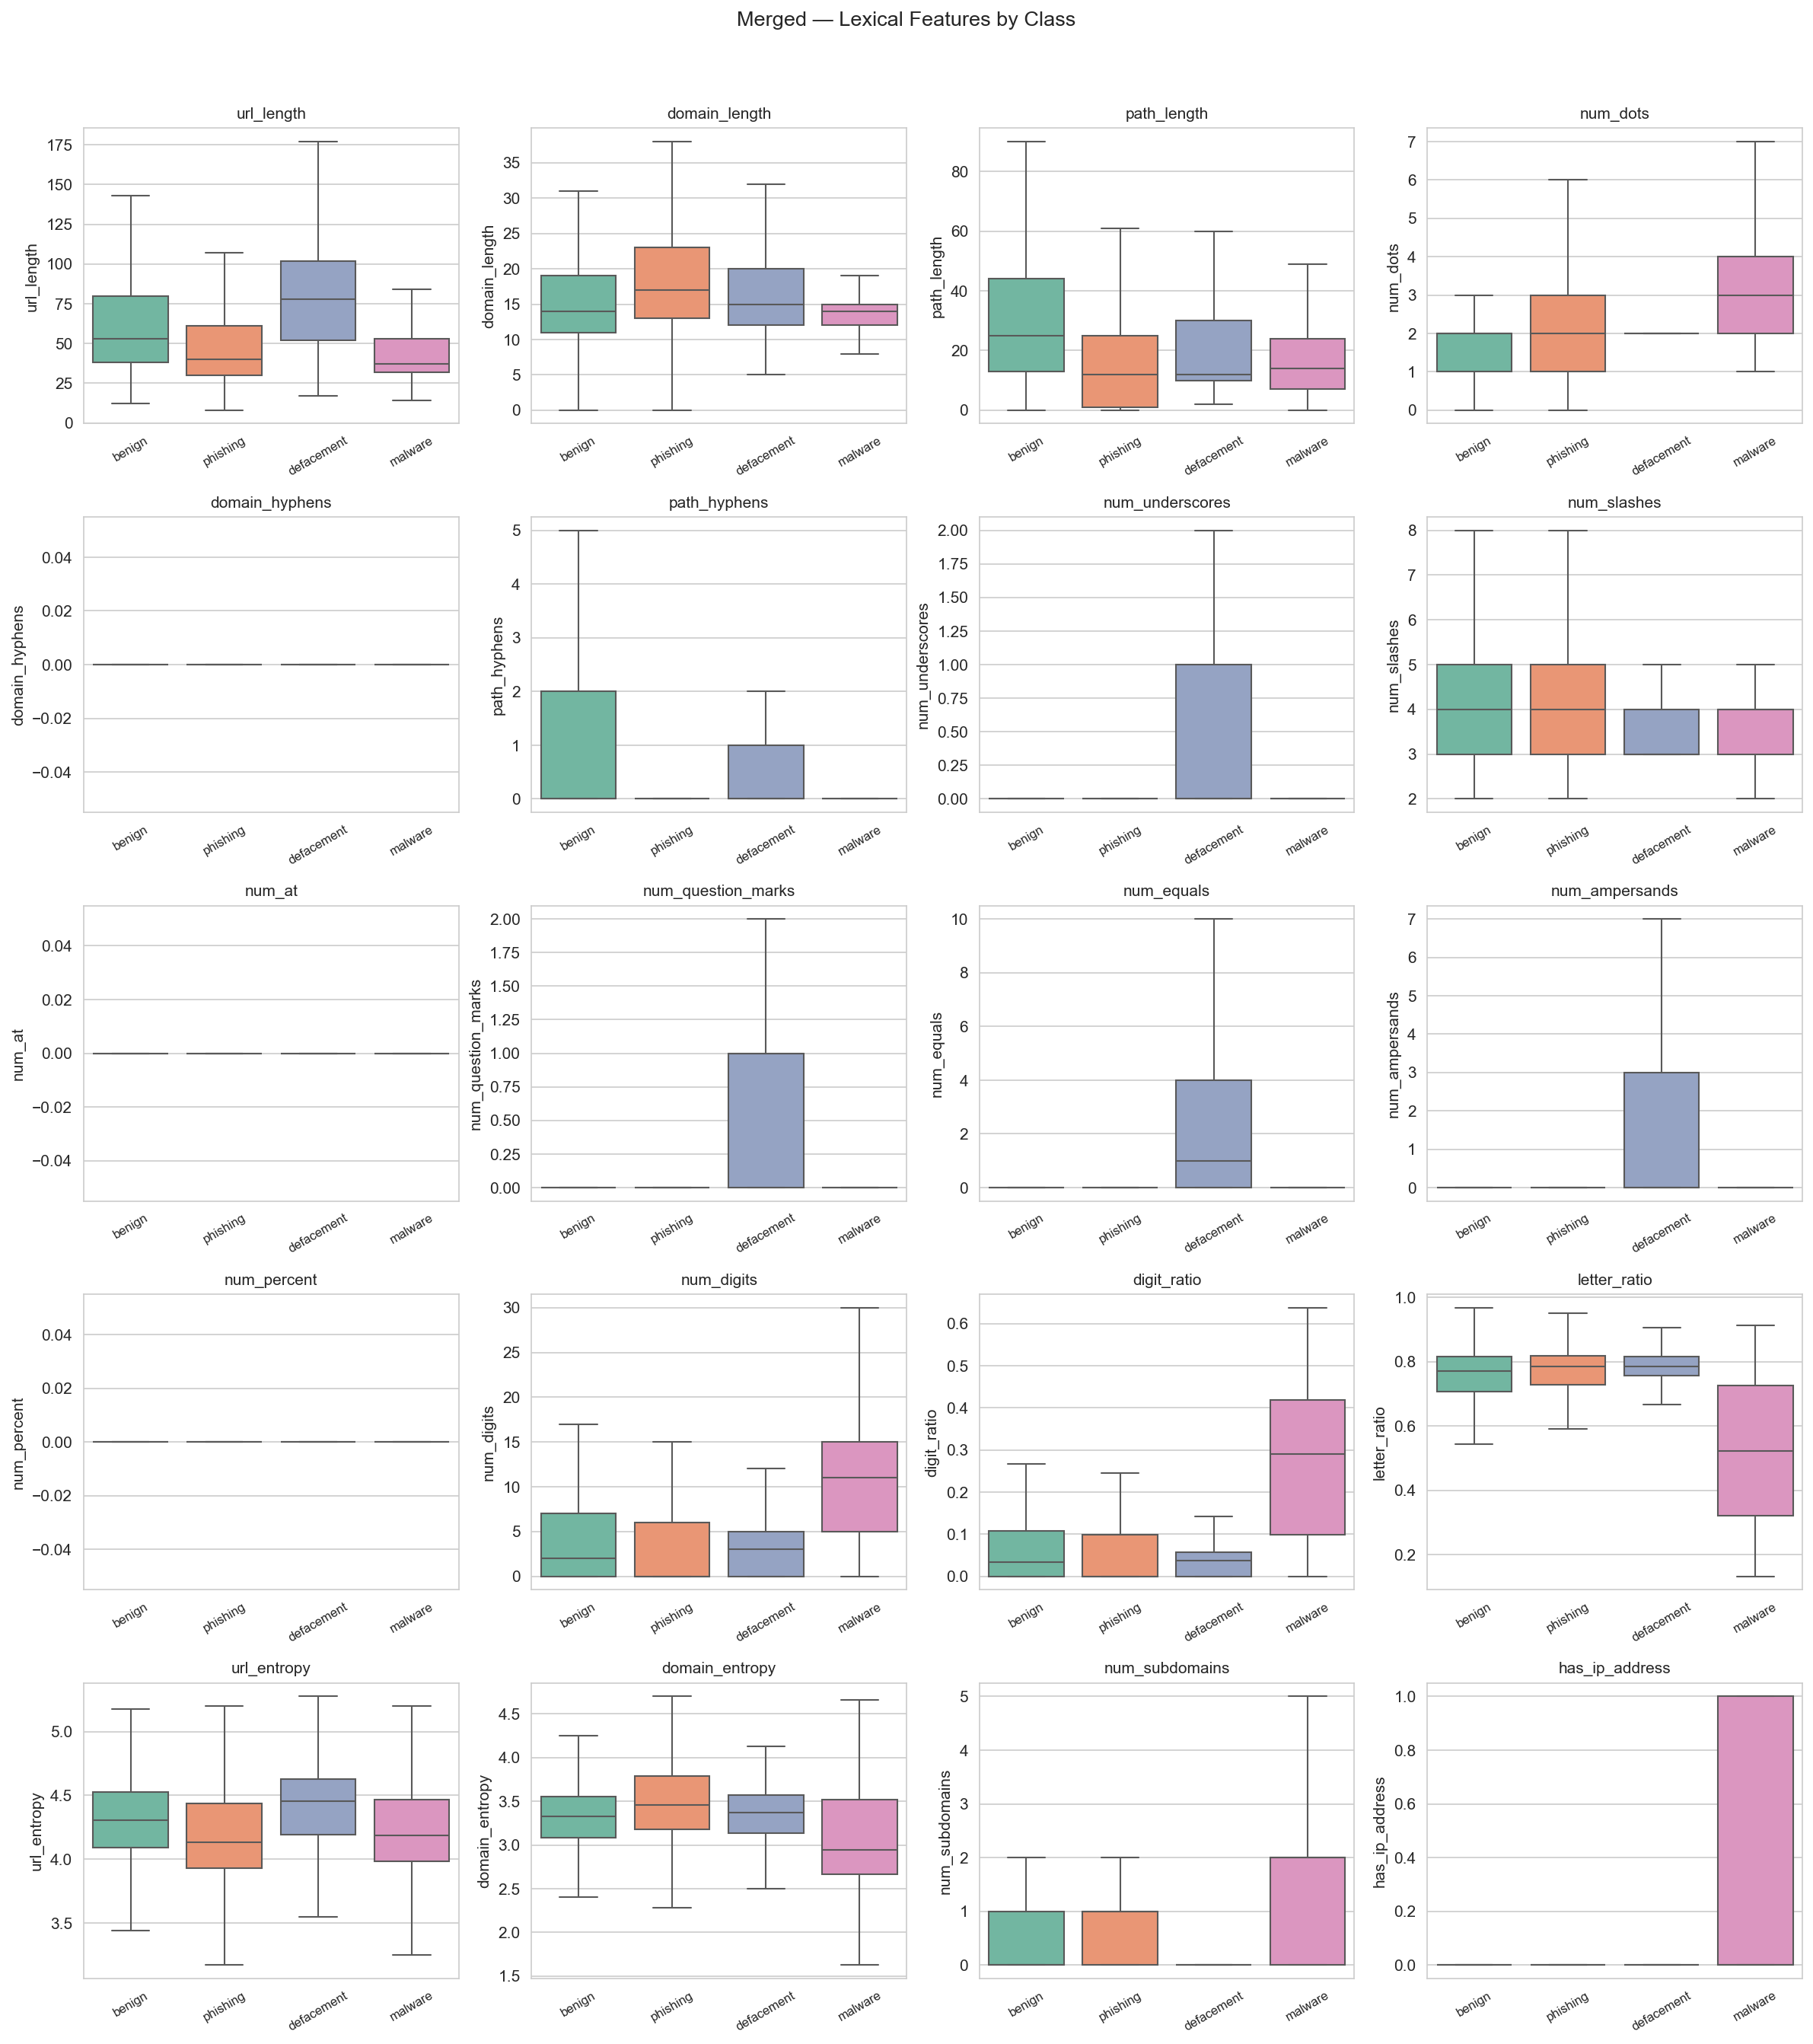 Merged — Lexical Features by Class
url_length
domain_length
path_length
num_dots
url_length
175
150
125
100
75
50
25
0
benign
phishing
defacement
malware
domain_length
35
30
25
20
15
10
5
0
benign
phishing
defacement
malware
path_length
80
60
40
20
0
benign
phishing
defacement
malware
num_dots
7
6
5
4
3
2
1
0
benign
phishing
defacement
malware
domain_hyphens
path_hyphens
num_underscores
num_slashes
domain_hyphens
0.04
0.02
0.00
−0.02
−0.04
benign
phishing
defacement
malware
path_hyphens
5
4
3
2
1
0
benign
phishing
defacement
malware
num_underscores
2.00
1.75
1.50
1.25
1.00
0.75
0.50
0.25
0.00
benign
phishing
defacement
malware
num_slashes
8
7
6
5
4
3
2
benign
phishing
defacement
malware
num_at
num_question_marks
num_equals
num_ampersands
num_at
0.04
0.02
0.00
−0.02
−0.04
benign
phishing
defacement
malware
num_question_marks
2.00
1.75
1.50
1.25
1.00
0.75
0.50
0.25
0.00
benign
phishing
defacement
malware
num_equals
10
8
6
4
2
0
benign
phishing
defacement
malware
num_ampersands
7
6
5
4
3
2
1
0
benign
phishing
defacement
malware
num_percent
num_digits
digit_ratio
letter_ratio
num_percent
0.04
0.02
0.00
−0.02
−0.04
benign
phishing
defacement
malware
num_digits
30
25
20
15
10
5
0
benign
phishing
defacement
malware
digit_ratio
0.6
0.5
0.4
0.3
0.2
0.1
0.0
benign
phishing
defacement
malware
letter_ratio
1.0
0.8
0.6
0.4
0.2
benign
phishing
defacement
malware
url_entropy
domain_entropy
num_subdomains
has_ip_address
url_entropy
5.0
4.5
4.0
3.5
benign
phishing
defacement
malware
domain_entropy
4.5
4.0
3.5
3.0
2.5
2.0
1.5
benign
phishing
defacement
malware
num_subdomains
5
4
3
2
1
0
benign
phishing
defacement
malware
has_ip_address
1.0
0.8
0.6
0.4
0.2
0.0
benign
phishing
defacement
malware